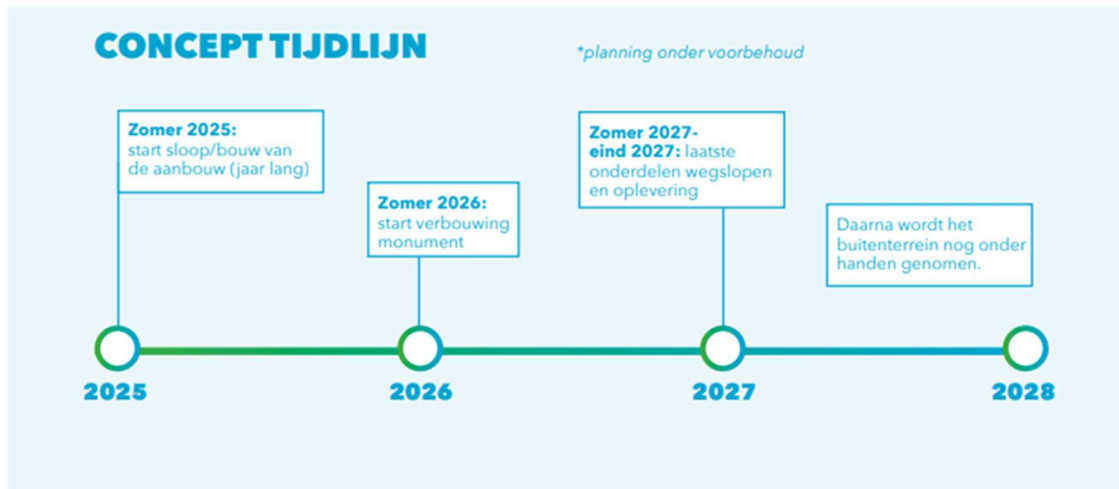 CONCEPT TIJDLIJN
*planning onder voorbehoud
Zomer 2025:
start sloop/bouw van
de aanbouw (jaar lang)
Zomer 2026:
start verbouwing
monument
Zomer 2027-
eind 2027: laatste
onderdelen wegslopen
en oplevering
Daarna wordt het
buitenterrein nog onder
handen genomen.
2025
2026
2027
2028